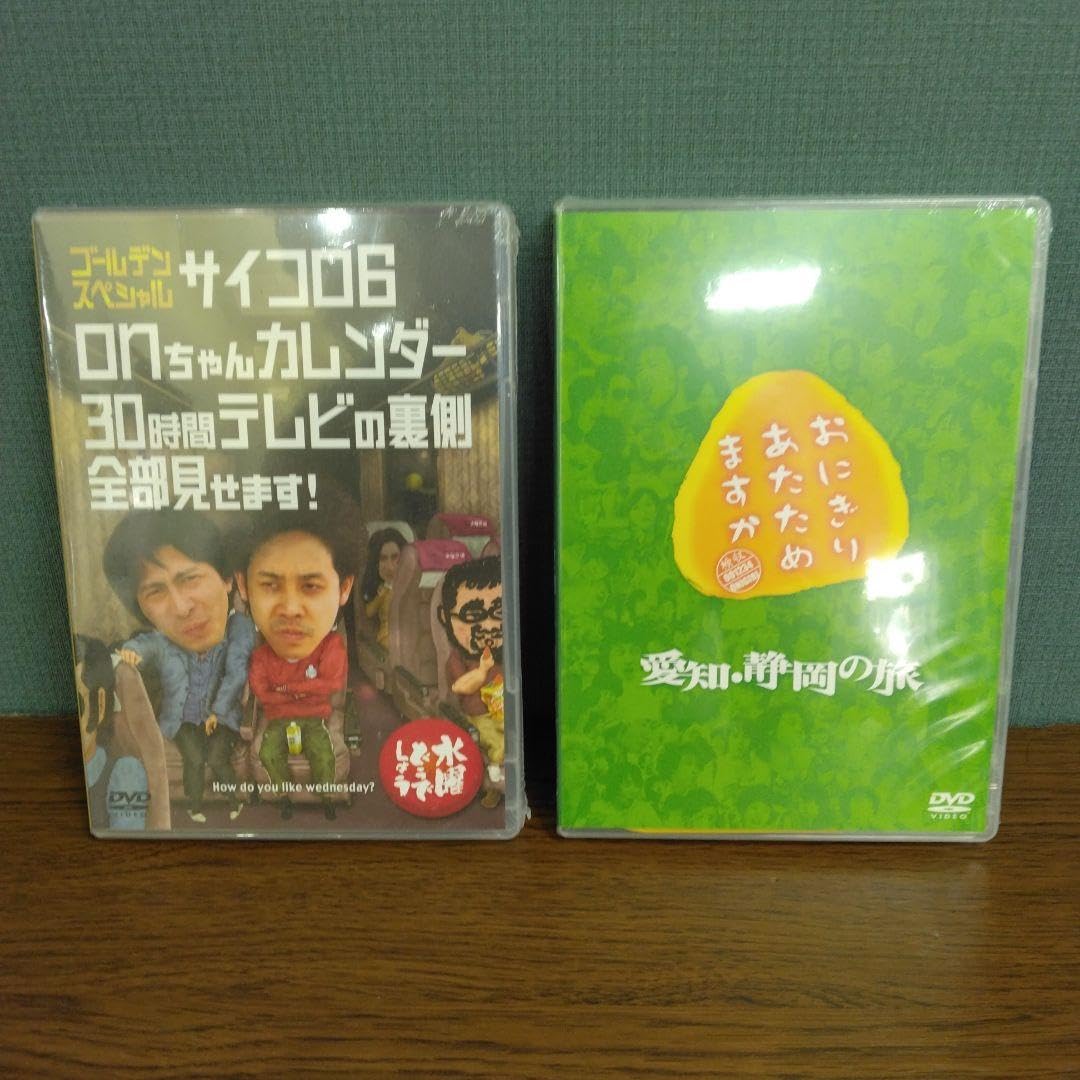 ゴールデン
スペシャル
サイコロ6
onちゃんカレンダー
30時間テレビの裏側
全部見せます!
How do you like wednesday?
水曜
どうで
しょう
DVD
VIDEO
おにぎり
あたため
ますか
愛知・静岡の旅
DVD
VIDEO